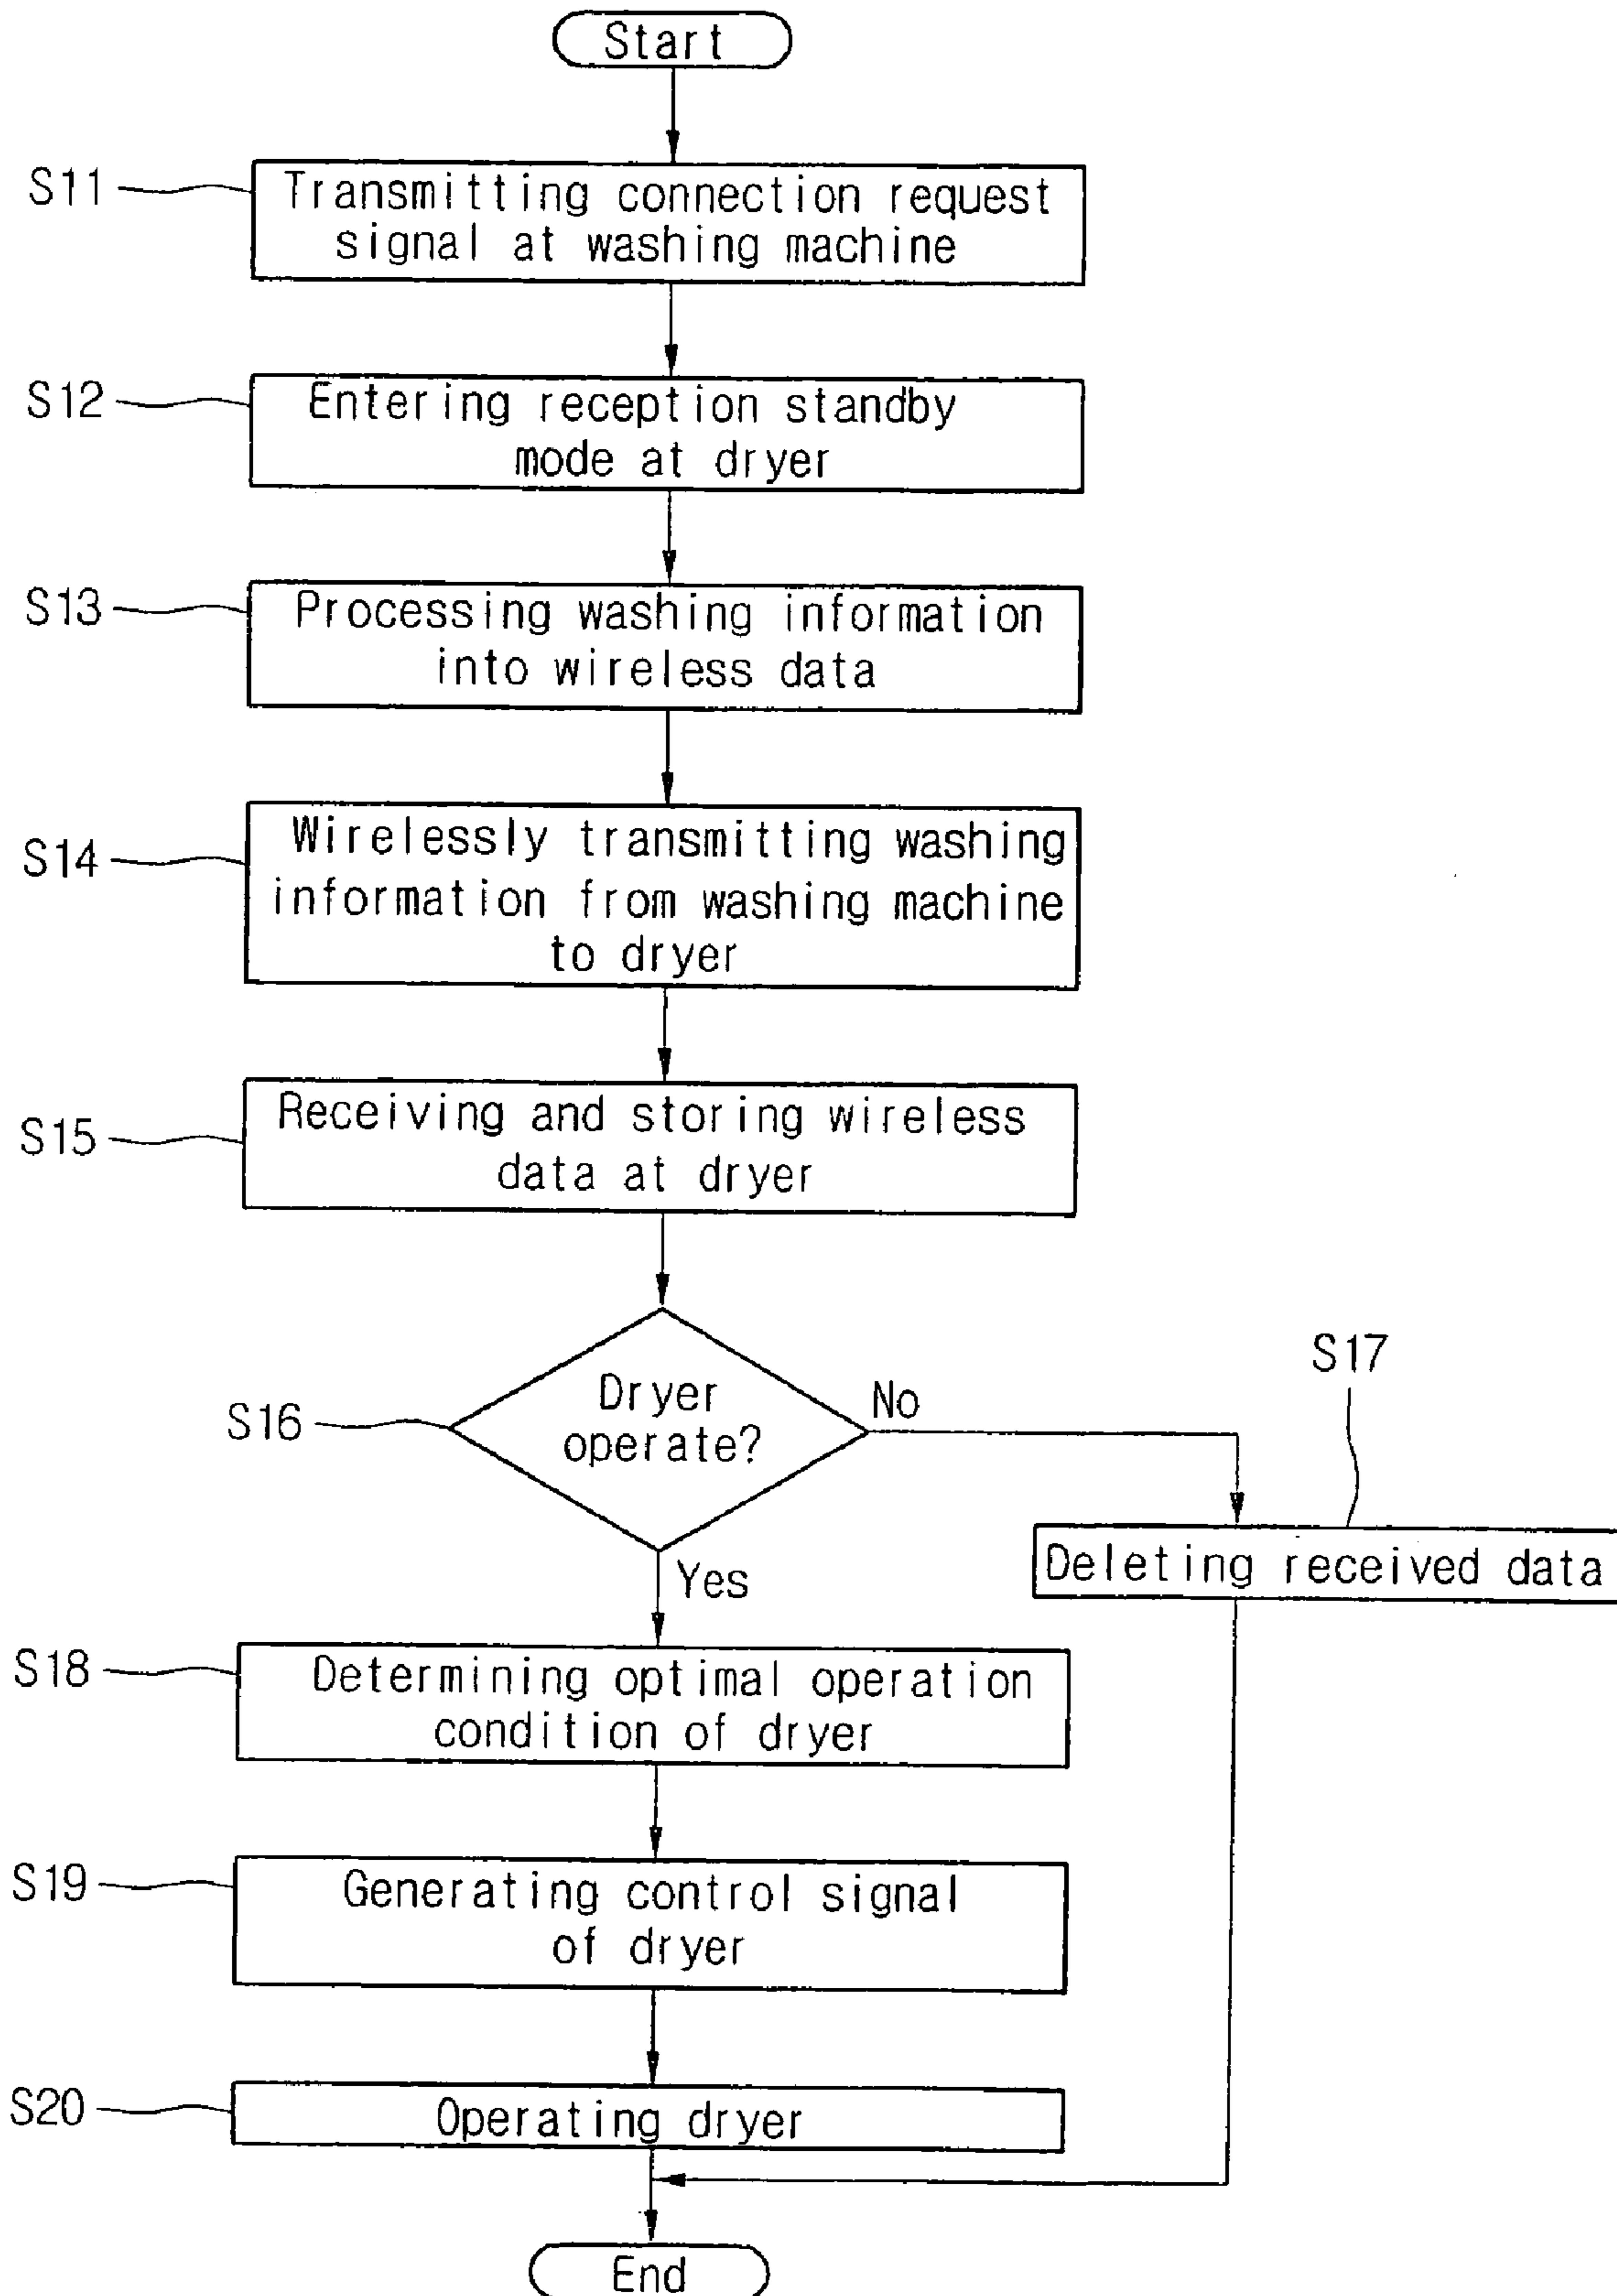 Start
S11
Transmitting connection request
signal at washing machine
S12
Entering reception standby
mode at dryer
S13
Processing washing information
into wireless data
S14
Wirelessly transmitting washing
information from washing machine
to dryer
S15
Receiving and storing wireless
data at dryer
S16
Dryer
operate?
No
S17
Deleting received data
Yes
S18
Determining optimal operation
condition of dryer
S19
Generating control signal
of dryer
S20
Operating dryer
End